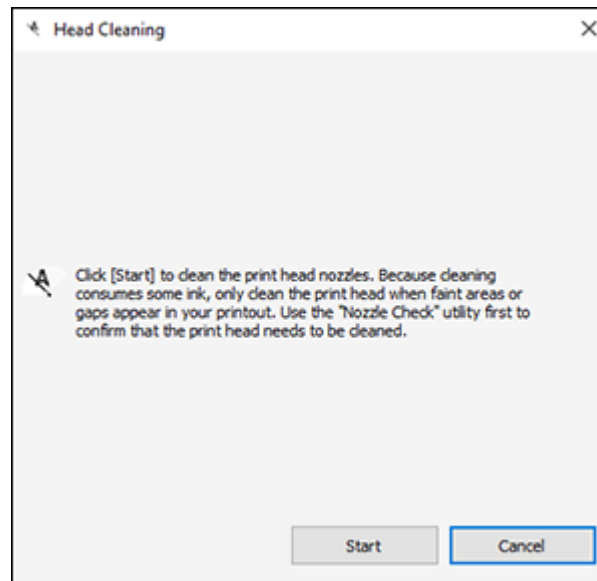 Head Cleaning
Click [Start] to clean the print head nozzles. Because cleaning
consumes some ink, only clean the print head when faint areas or
gaps appear in your printout. Use the "Nozzle Check" utility first to
confirm that the print head needs to be cleaned.
Start Cancel